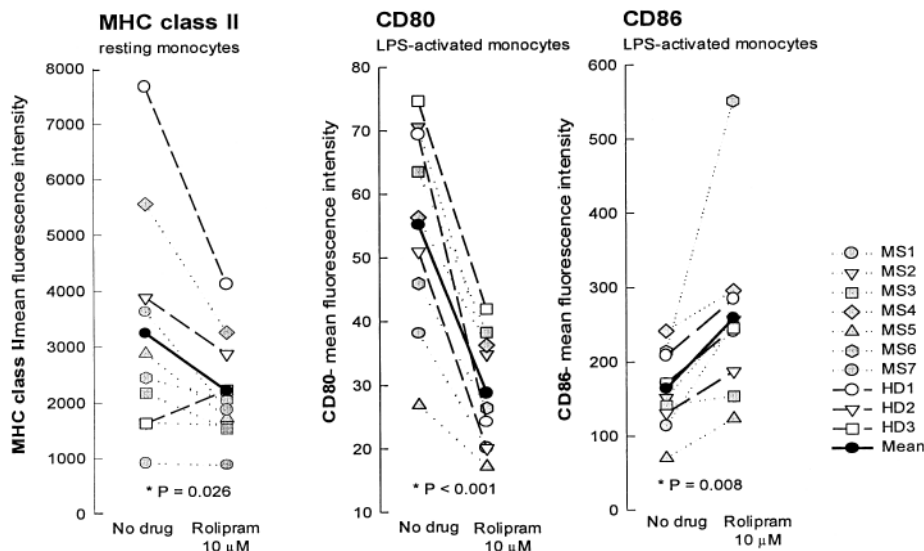 MHC class II
resting monocytes
MHC class II-mean fluorescence intensity
8000
7000
6000
5000
4000
3000
2000
1000
0
* P = 0.026
No drug
Rolipram
10 μM
CD80
LPS-activated monocytes
CD80- mean fluorescence intensity
80
70
60
50
40
30
20
10
* P < 0.001
No drug
Rolipram
10 μM
CD86
LPS-activated monocytes
CD86- mean fluorescence intensity
600
500
400
300
200
100
0
* P = 0.008
No drug
Rolipram
10 μM
MS1
MS2
MS3
MS4
MS5
MS6
MS7
HD1
HD2
HD3
Mean